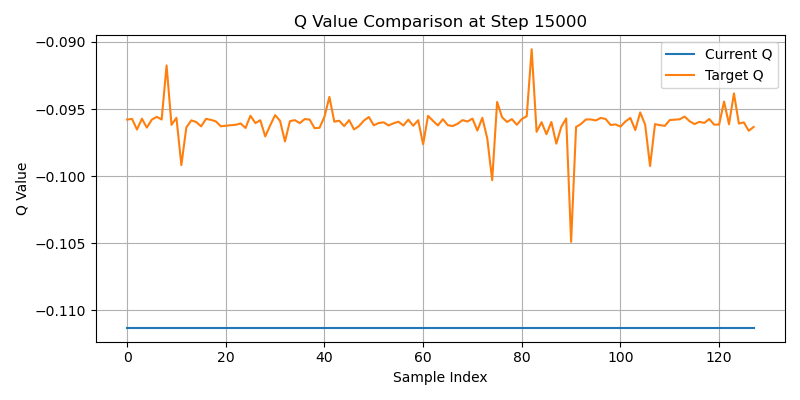 Q Value Comparison at Step 15000
Current Q
Target Q
Q Value
−0.090
−0.095
−0.100
−0.105
−0.110
0 20 40 60 80 100 120
Sample Index